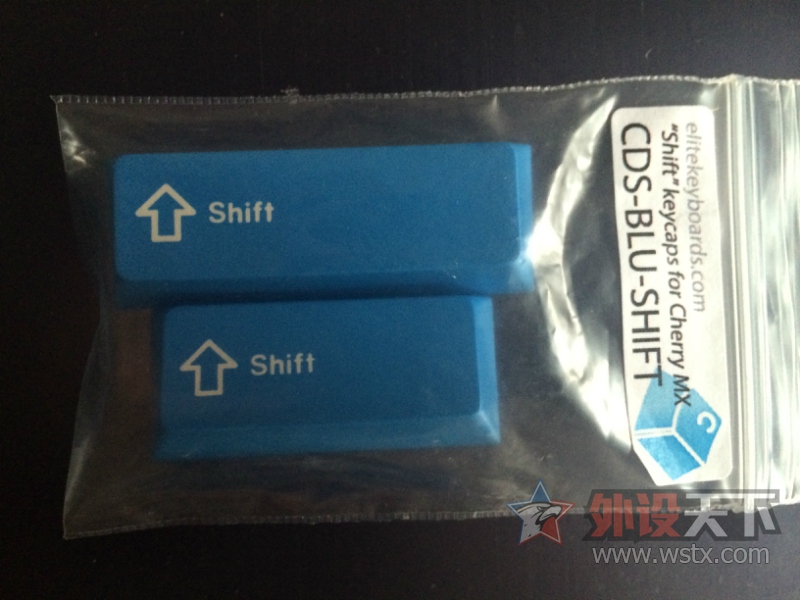 Shift
Shift
elitekeyboards.com
"Shift" keycaps for Cherry MX
CDS-BLU-SHIFT
C
外设天下
www.wstx.com